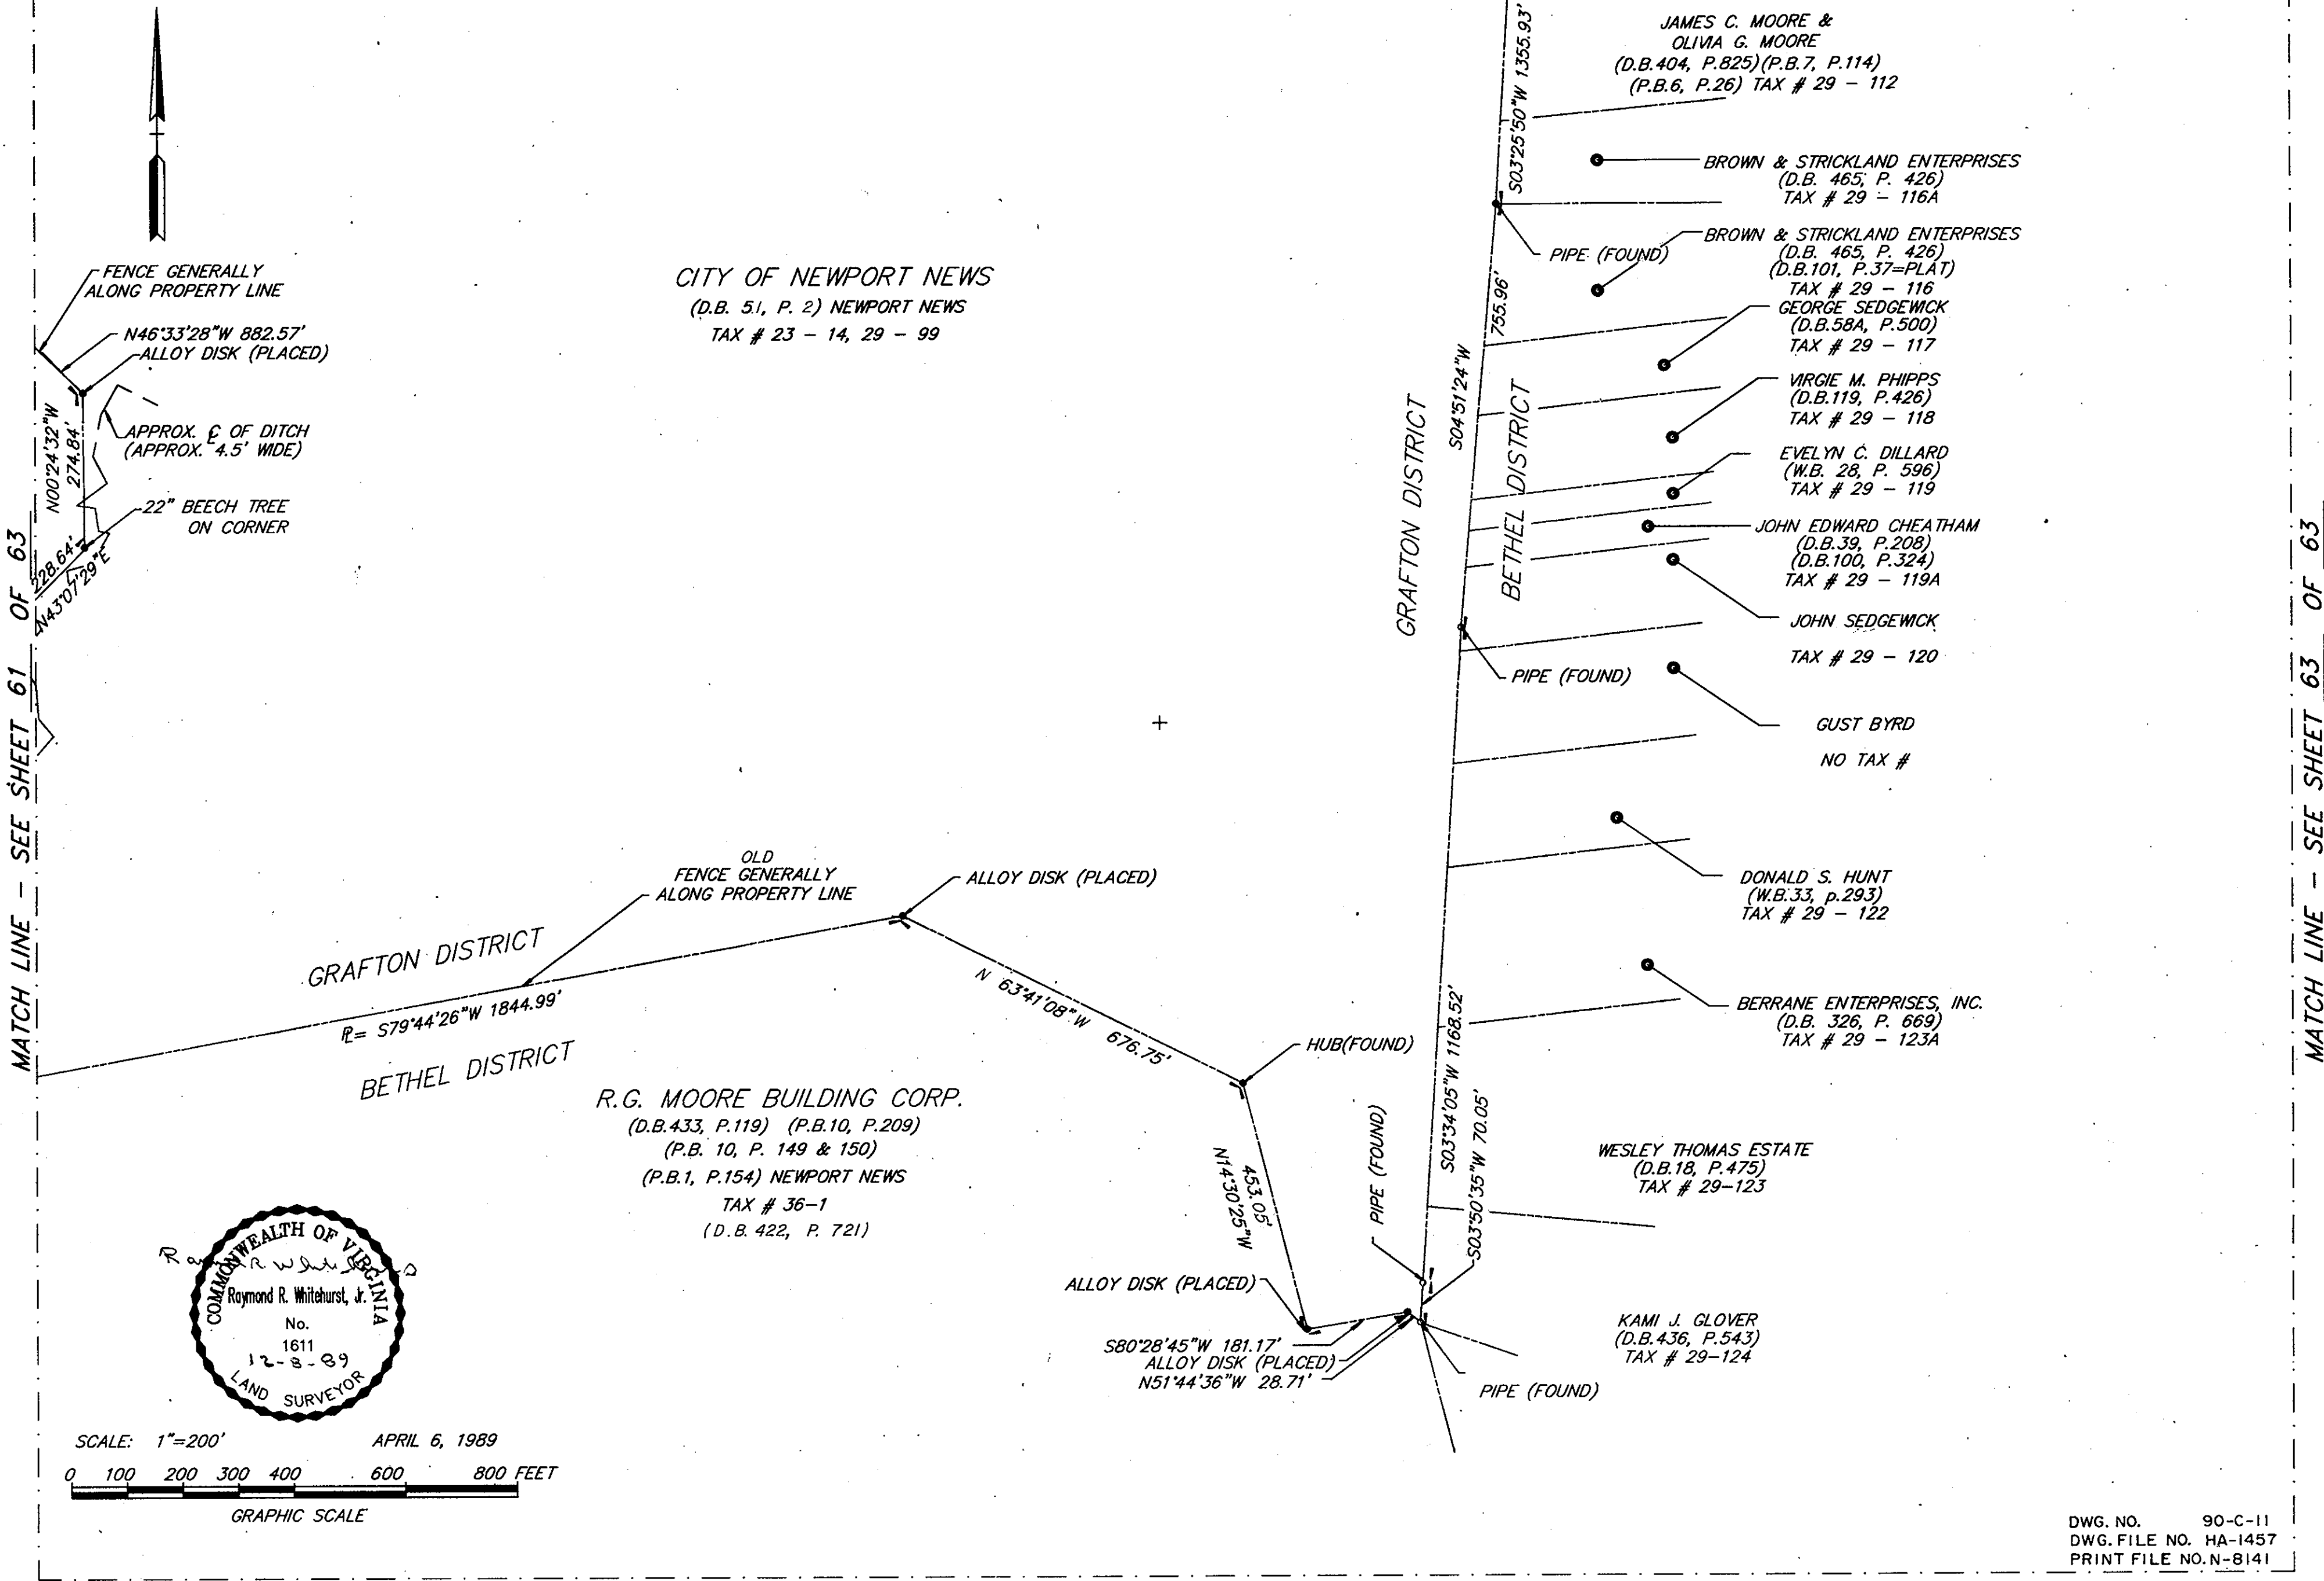 JAMES C. MOORE &
OLIVIA G. MOORE
(D.B.404, P.825)(P.B.7, P.114)
(P.B.6, P.26) TAX # 29 - 112
S03°25'50"W 1355.93'
BROWN & STRICKLAND ENTERPRISES
(D.B. 465, P. 426)
TAX # 29 - 116A
PIPE (FOUND)
BROWN & STRICKLAND ENTERPRISES
(D.B. 465, P. 426)
(D.B.101, P.37=PLAT)
TAX # 29 - 116
GEORGE SEDGEWICK
(D.B.58A, P.500)
TAX # 29 - 117
VIRGIE M. PHIPPS
(D.B.119, P.426)
TAX # 29 - 118
EVELYN C. DILLARD
(W.B. 28, P. 596)
TAX # 29 - 119
JOHN EDWARD CHEATHAM
(D.B.39, P.208)
(D.B.100, P.324)
TAX # 29 - 119A
JOHN SEDGEWICK
TAX # 29 - 120
PIPE (FOUND)
GUST BYRD
NO TAX #
DONALD S. HUNT
(W.B.33, p.293)
TAX # 29 - 122
BERRANE ENTERPRISES, INC.
(D.B. 326, P. 669)
TAX # 29 - 123A
WESLEY THOMAS ESTATE
(D.B.18, P.475)
TAX # 29-123
KAMI J. GLOVER
(D.B.436, P.543)
TAX # 29-124
S04°51'24"W 755.96'
GRAFTON DISTRICT
BETHEL DISTRICT
S03°34'05"W 1168.52'
S03°50'35"W 70.05'
PIPE (FOUND)
PIPE (FOUND)
FENCE GENERALLY
ALONG PROPERTY LINE
N46°33'28"W 882.57'
ALLOY DISK (PLACED)
N00°24'32"W
274.84'
APPROX. ℄ OF DITCH
(APPROX. 4.5' WIDE)
22" BEECH TREE
ON CORNER
228.64'
N43°07'29"E
CITY OF NEWPORT NEWS
(D.B. 51, P. 2) NEWPORT NEWS
TAX # 23 - 14, 29 - 99
MATCH LINE - SEE SHEET 61 OF 63
MATCH LINE - SEE SHEET 63 OF 63
OLD
FENCE GENERALLY
ALONG PROPERTY LINE
ALLOY DISK (PLACED)
GRAFTON DISTRICT
⅊= S79°44'26"W 1844.99'
BETHEL DISTRICT
N 63°41'08"W 676.75'
HUB(FOUND)
R.G. MOORE BUILDING CORP.
(D.B.433, P.119) (P.B.10, P.209)
(P.B. 10, P. 149 & 150)
(P.B.1, P.154) NEWPORT NEWS
TAX # 36-1
(D.B. 422, P. 721)
453.05'
N14°30'25"W
ALLOY DISK (PLACED)
S80°28'45"W 181.17'
ALLOY DISK (PLACED)
N51°44'36"W 28.71'
COMMONWEALTH OF VIRGINIA
Raymond R. Whitehurst, Jr.
No.
1611
12-8-89
LAND SURVEYOR
SCALE: 1"=200'
APRIL 6, 1989
0 100 200 300 400 600 800 FEET
GRAPHIC SCALE
DWG. NO. 90-C-11
DWG. FILE NO. HA-1457
PRINT FILE NO. N-8141